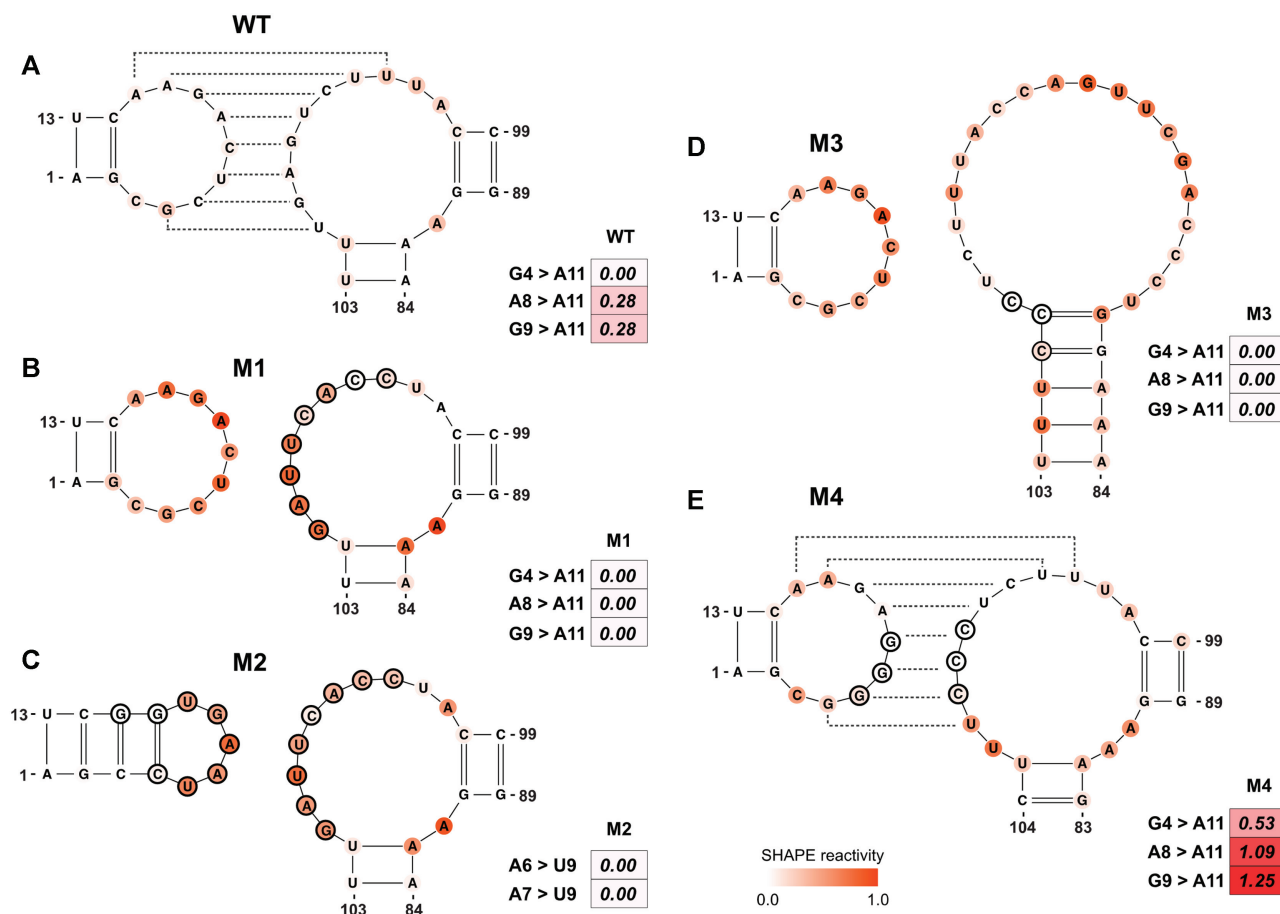 WT
A
13 - U C A A G A C U C G C G A
1 -
U U U G A G U C U U U A C C - 99
G G A A A
- 89
103 84
WT
G4 > A11 0.00
A8 > A11 0.28
G9 > A11 0.28
B
M1
13 - U C A A G A C U C G C G A
1 -
U U G A U U C A C C U A C C - 99
G G A A A
- 89
103 84
M1
G4 > A11 0.00
A8 > A11 0.00
G9 > A11 0.00
C
M2
13 - U C G G U G A A U C C G A
1 -
U U G A U U C A C C U A C C - 99
G G A A A
- 89
103 84
M2
A6 > U9 0.00
A7 > U9 0.00
D
M3
13 - U C A A G A C U C G C G A
1 -
U U U C C C U C U U U A C C A G U U C G A C C C U G G A A A
103 84
M3
G4 > A11 0.00
A8 > A11 0.00
G9 > A11 0.00
E
M4
13 - U C A A G A G G G G C G A
1 -
C U U U C C C U C U U U A C C - 99
G G A A A G
- 89
104 83
M4
G4 > A11 0.53
A8 > A11 1.09
G9 > A11 1.25
SHAPE reactivity
0.0 1.0